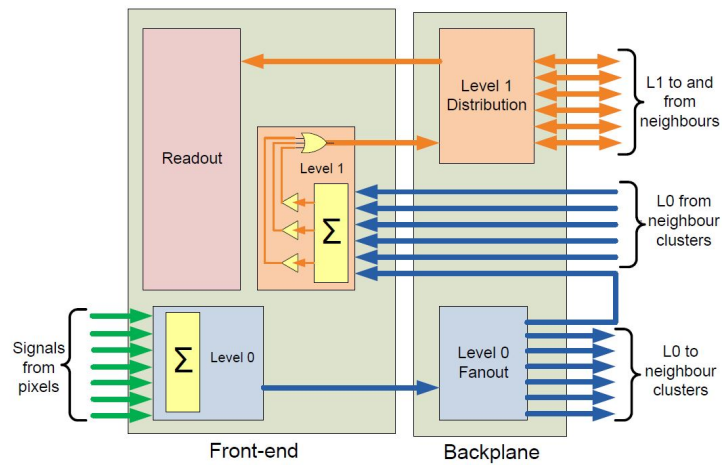 Readout
Level 1
Distribution
L1 to and
from
neighbours
Level 1
Σ
L0 from
neighbour
clusters
Signals
from
pixels
Σ
Level 0
Level 0
Fanout
L0 to
neighbour
clusters
Front-end
Backplane